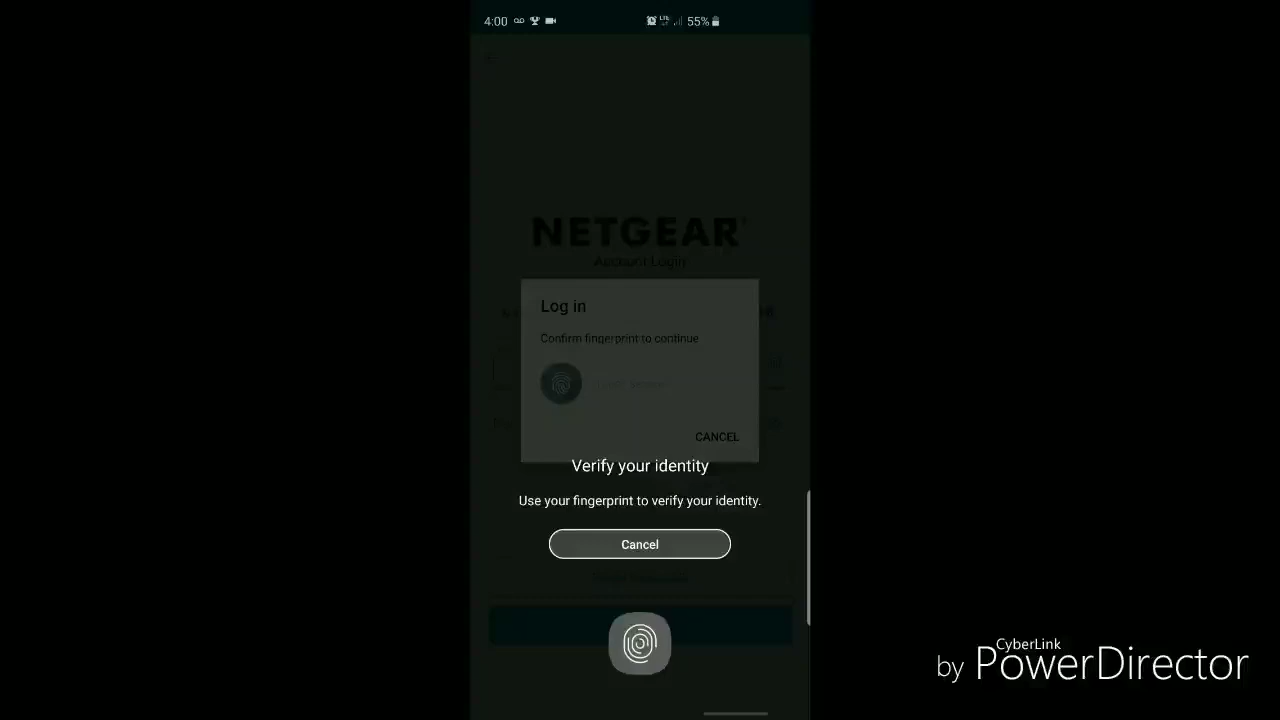 4:00
LTE
55%
NETGEAR
Account Login
Log in
Confirm fingerprint to continue
CANCEL
Verify your identity
Use your fingerprint to verify your identity.
Cancel
CyberLink
by PowerDirector